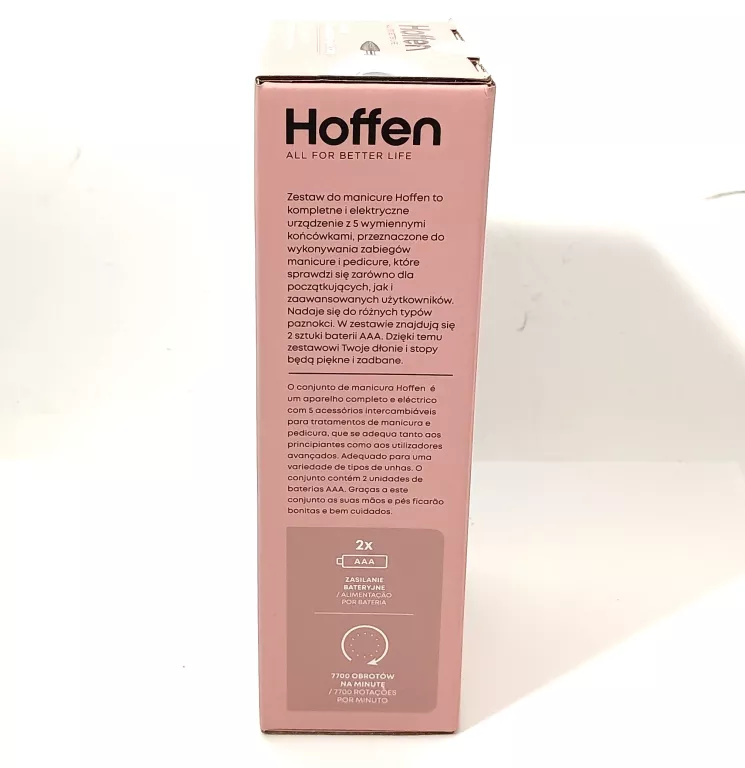 Hoffen
Hoffen
ALL FOR BETTER LIFE
Zestaw do manicure Hoffen to
kompletne i elektryczne
urządzenie z 5 wymiennymi
końcówkami, przeznaczone do
wykonywania zabiegów
manicure i pedicure, które
sprawdzi się zarówno dla
początkujących, jak i
zaawansowanych użytkowników.
Nadaje się do różnych typów
paznokci. W zestawie znajdują się
2 sztuki baterii AAA. Dzięki temu
zestawowi Twoje dłonie i stopy
będą piękne i zadbane.
O conjunto de manicura Hoffen é
um aparelho completo e eléctrico
com 5 acessórios intercambiáveis
para tratamentos de manicura e
pedicura, que se adequa tanto aos
principiantes como aos utilizadores
avançados. Adequado para uma
variedade de tipos de unhas. O
conjunto contém 2 unidades de
baterias AAA. Graças a este
conjunto as suas mãos e pés ficarão
bonitas e bem cuidados.
2x
AAA
ZASILANIE
BATERYJNE
/ ALIMENTAÇÃO
POR BATERIA
7700 OBROTÓW
NA MINUTĘ
/ 7700 ROTAÇÕES
POR MINUTO